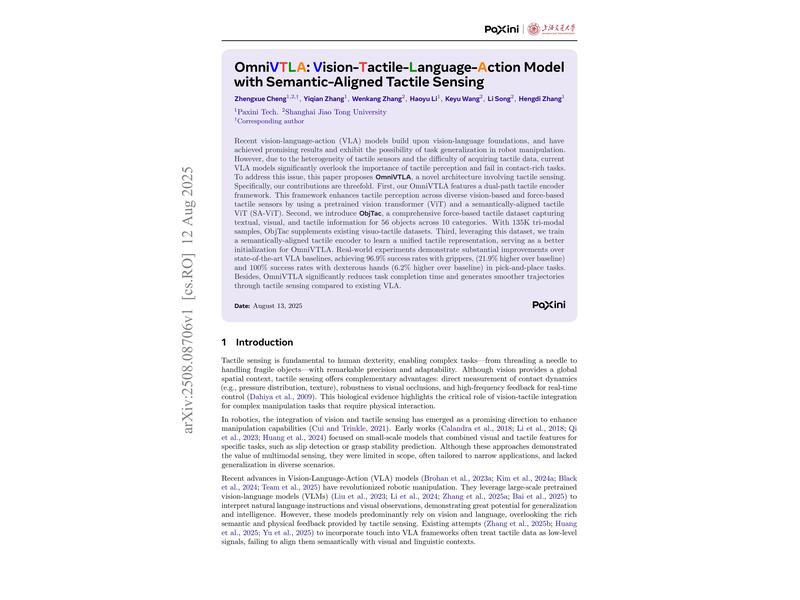 PaXini | 上海交通大学
OmniVTLA: Vision-Tactile-Language-Action Model
with Semantic-Aligned Tactile Sensing
Zhengxue Cheng1,2,†, Yiqian Zhang1, Wenkang Zhang2, Haoyu Li1, Keyu Wang2, Li Song2, Hengdi Zhang1
1Paxini Tech. 2Shanghai Jiao Tong University
†Corresponding author
Recent vision-language-action (VLA) models build upon vision-language foundations, and have
achieved promising results and exhibit the possibility of task generalization in robot manipulation.
However, due to the heterogeneity of tactile sensors and the difficulty of acquiring tactile data, current
VLA models significantly overlook the importance of tactile perception and fail in contact-rich tasks.
To address this issue, this paper proposes OmniVTLA, a novel architecture involving tactile sensing.
Specifically, our contributions are threefold. First, our OmniVTLA features a dual-path tactile encoder
framework. This framework enhances tactile perception across diverse vision-based and force-based
tactile sensors by using a pretrained vision transformer (ViT) and a semantically-aligned tactile
ViT (SA-ViT). Second, we introduce ObjTac, a comprehensive force-based tactile dataset capturing
textual, visual, and tactile information for 56 objects across 10 categories. With 135K tri-modal
samples, ObjTac supplements existing visuo-tactile datasets. Third, leveraging this dataset, we
train a semantically-aligned tactile encoder to learn a unified tactile representation, serving as a better
initialization for OmniVTLA. Real-world experiments demonstrate substantial improvements over
state-of-the-art VLA baselines, achieving 96.9% success rates with grippers, (21.9% higher over baseline)
and 100% success rates with dexterous hands (6.2% higher over baseline) in pick-and-place tasks.
Besides, OmniVTLA significantly reduces task completion time and generates smoother trajectories
through tactile sensing compared to existing VLA.
Date: August 13, 2025
PaXini
arXiv:2508.08706v1 [cs.RO] 12 Aug 2025
1 Introduction
Tactile sensing is fundamental to human dexterity, enabling complex tasks—from threading a needle to
handling fragile objects—with remarkable precision and adaptability. Although vision provides a global
spatial context, tactile sensing offers complementary advantages: direct measurement of contact dynamics
(e.g., pressure distribution, texture), robustness to visual occlusions, and high-frequency feedback for real-time
control (Dahiya et al., 2009). This biological evidence highlights the critical role of vision-tactile integration
for complex manipulation tasks that require physical interaction.
In robotics, the integration of vision and tactile sensing has emerged as a promising direction to enhance
manipulation capabilities (Cui and Trinkle, 2021). Early works (Calandra et al., 2018; Li et al., 2018; Qi
et al., 2023; Huang et al., 2024) focused on small-scale models that combined visual and tactile features for
specific tasks, such as slip detection or grasp stability prediction. Although these approaches demonstrated
the value of multimodal sensing, they were limited in scope, often tailored to narrow applications, and lacked
generalization in diverse scenarios.
Recent advances in Vision-Language-Action (VLA) models (Brohan et al., 2023a; Kim et al., 2024a; Black
et al., 2024; Team et al., 2025) have revolutionized robotic manipulation. They leverage large-scale pretrained
vision-language models (VLMs) (Liu et al., 2023; Li et al., 2024; Zhang et al., 2025a; Bai et al., 2025) to
interpret natural language instructions and visual observations, demonstrating great potential for generalization
and intelligence. However, these models predominantly rely on vision and language, overlooking the rich
semantic and physical feedback provided by tactile sensing. Existing attempts (Zhang et al., 2025b; Huang
et al., 2025; Yu et al., 2025) to incorporate touch into VLA frameworks often treat tactile data as low-level
signals, failing to align them semantically with visual and linguistic contexts.